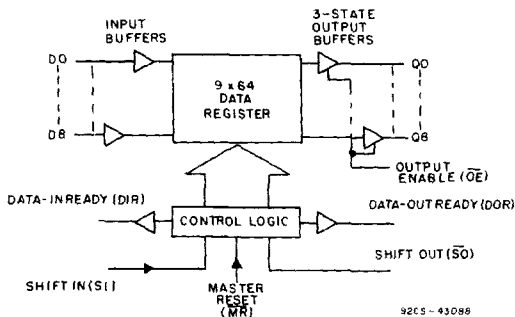 INPUT
BUFFERS
3-STATE
OUTPUT
BUFFERS
D0
Q0
9 x 64
DATA
REGISTER
D8
Q8
OUTPUT
ENABLE (OE)
DATA-IN READY (DIR)
CONTROL LOGIC
DATA-OUT READY (DOR)
SHIFT OUT (SO)
SHIFT IN (SI)
MASTER
RESET
(MR)
92CS-43088